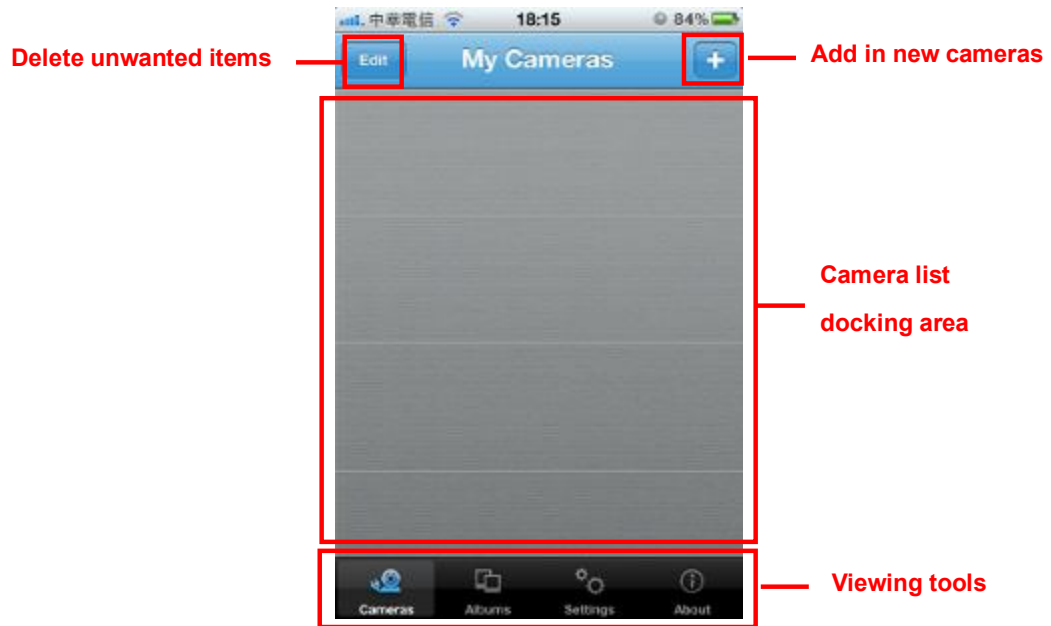 中華電信 18:15 84%
Delete unwanted items Edit My Cameras + Add in new cameras
Camera list
docking area
Cameras Albums Settings About
Viewing tools